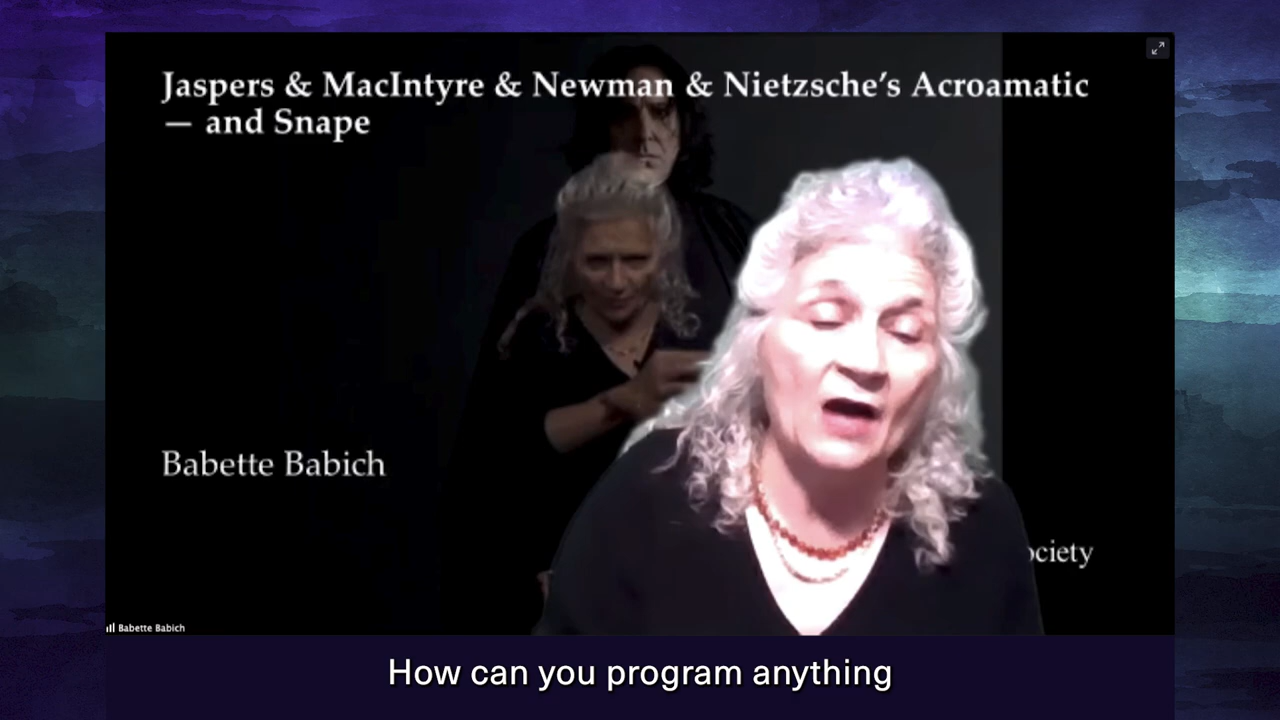 Jaspers & MacIntyre & Newman & Nietzsche’s Acroamatic
— and Snape
Babette Babich
ociety
Babette Babich
How can you program anything